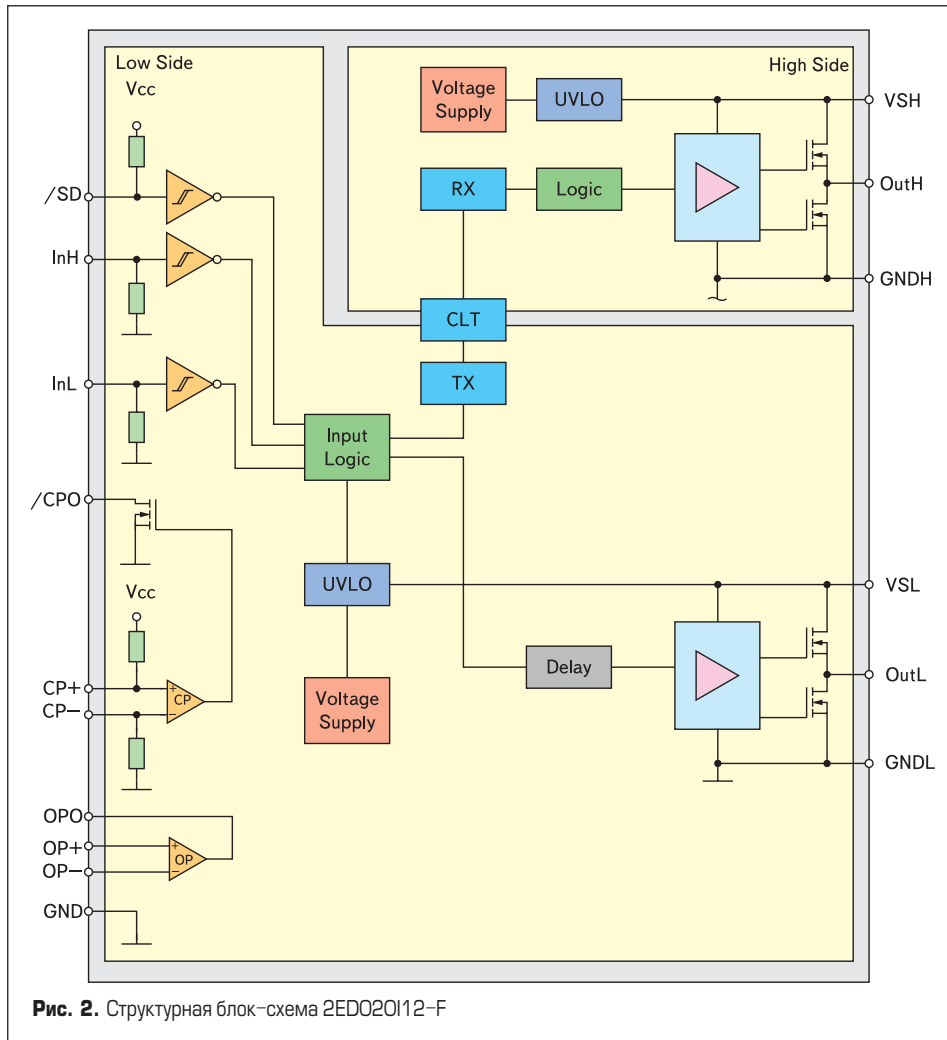 Low Side
Vcc
/SD
InH
InL
/CPO
Vcc
CP+
CP−
OPO
OP+
OP−
GND
+
CP
−
+
OP
−
Input
Logic
UVLO
Voltage
Supply
TX
CLT
RX
Logic
Voltage
Supply
UVLO
High Side
VSH
OutH
GNDH
Delay
VSL
OutL
GNDL
Рис. 2. Структурная блок-схема 2ED020I12-F